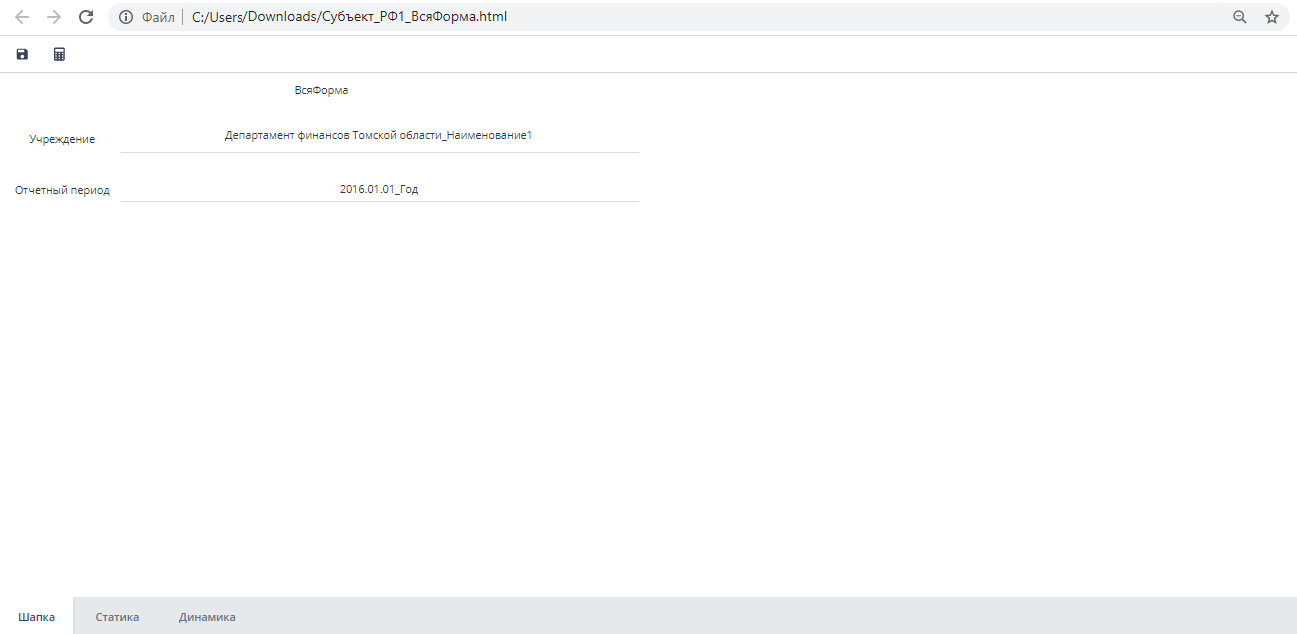 Файл C:/Users/Downloads/Субъект_РФ1_ВсяФорма.html
ВсяФорма
Учреждение Департамент финансов Томской области_Наименование1
Отчетный период 2016.01.01_Год
Шапка Статика Динамика